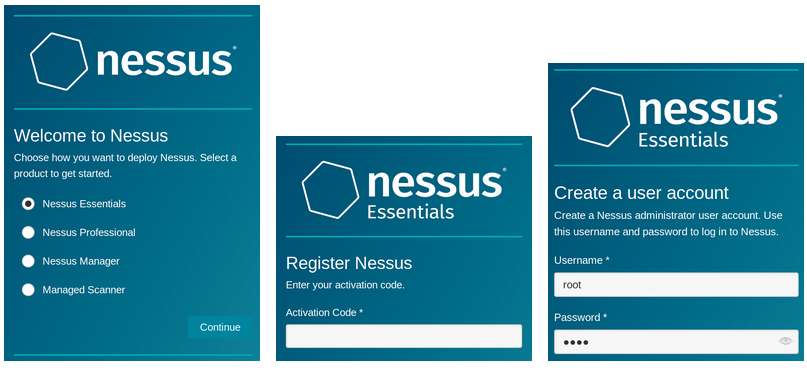 nessus®
Welcome to Nessus
Choose how you want to deploy Nessus. Select a
product to get started.
Nessus Essentials
Nessus Professional
Nessus Manager
Managed Scanner
Continue
nessus®
Essentials
Register Nessus
Enter your activation code.
Activation Code *
nessus®
Essentials
Create a user account
Create a Nessus administrator user account. Use
this username and password to log in to Nessus.
Username *
root
Password *
••••